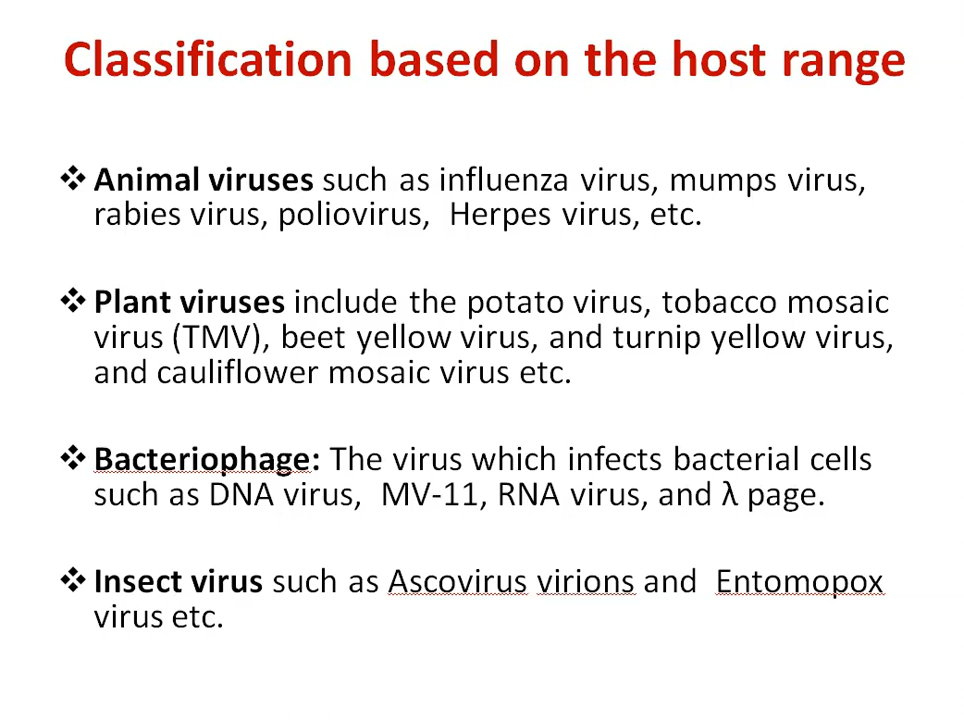 Classification based on the host range
❖ Animal viruses such as influenza virus, mumps virus,
rabies virus, poliovirus,  Herpes virus, etc.
❖ Plant viruses include the potato virus, tobacco mosaic
virus (TMV), beet yellow virus, and turnip yellow virus,
and cauliflower mosaic virus etc.
❖ Bacteriophage: The virus which infects bacterial cells
such as DNA virus,  MV-11, RNA virus, and λ page.
❖ Insect virus such as Ascovirus virions and  Entomopox
virus etc.